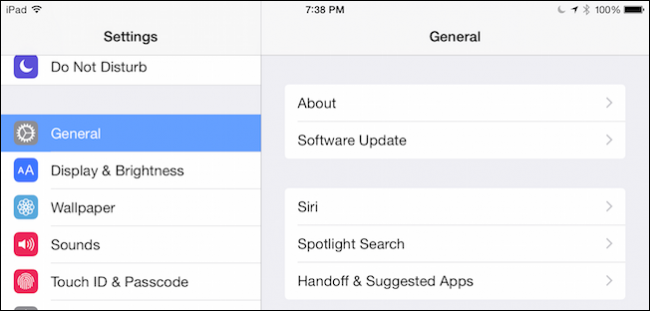 iPad 7:38 PM 100%
Settings
Do Not Disturb
General
AA Display & Brightness
Wallpaper
Sounds
Touch ID & Passcode
General
About
Software Update
Siri
Spotlight Search
Handoff & Suggested Apps